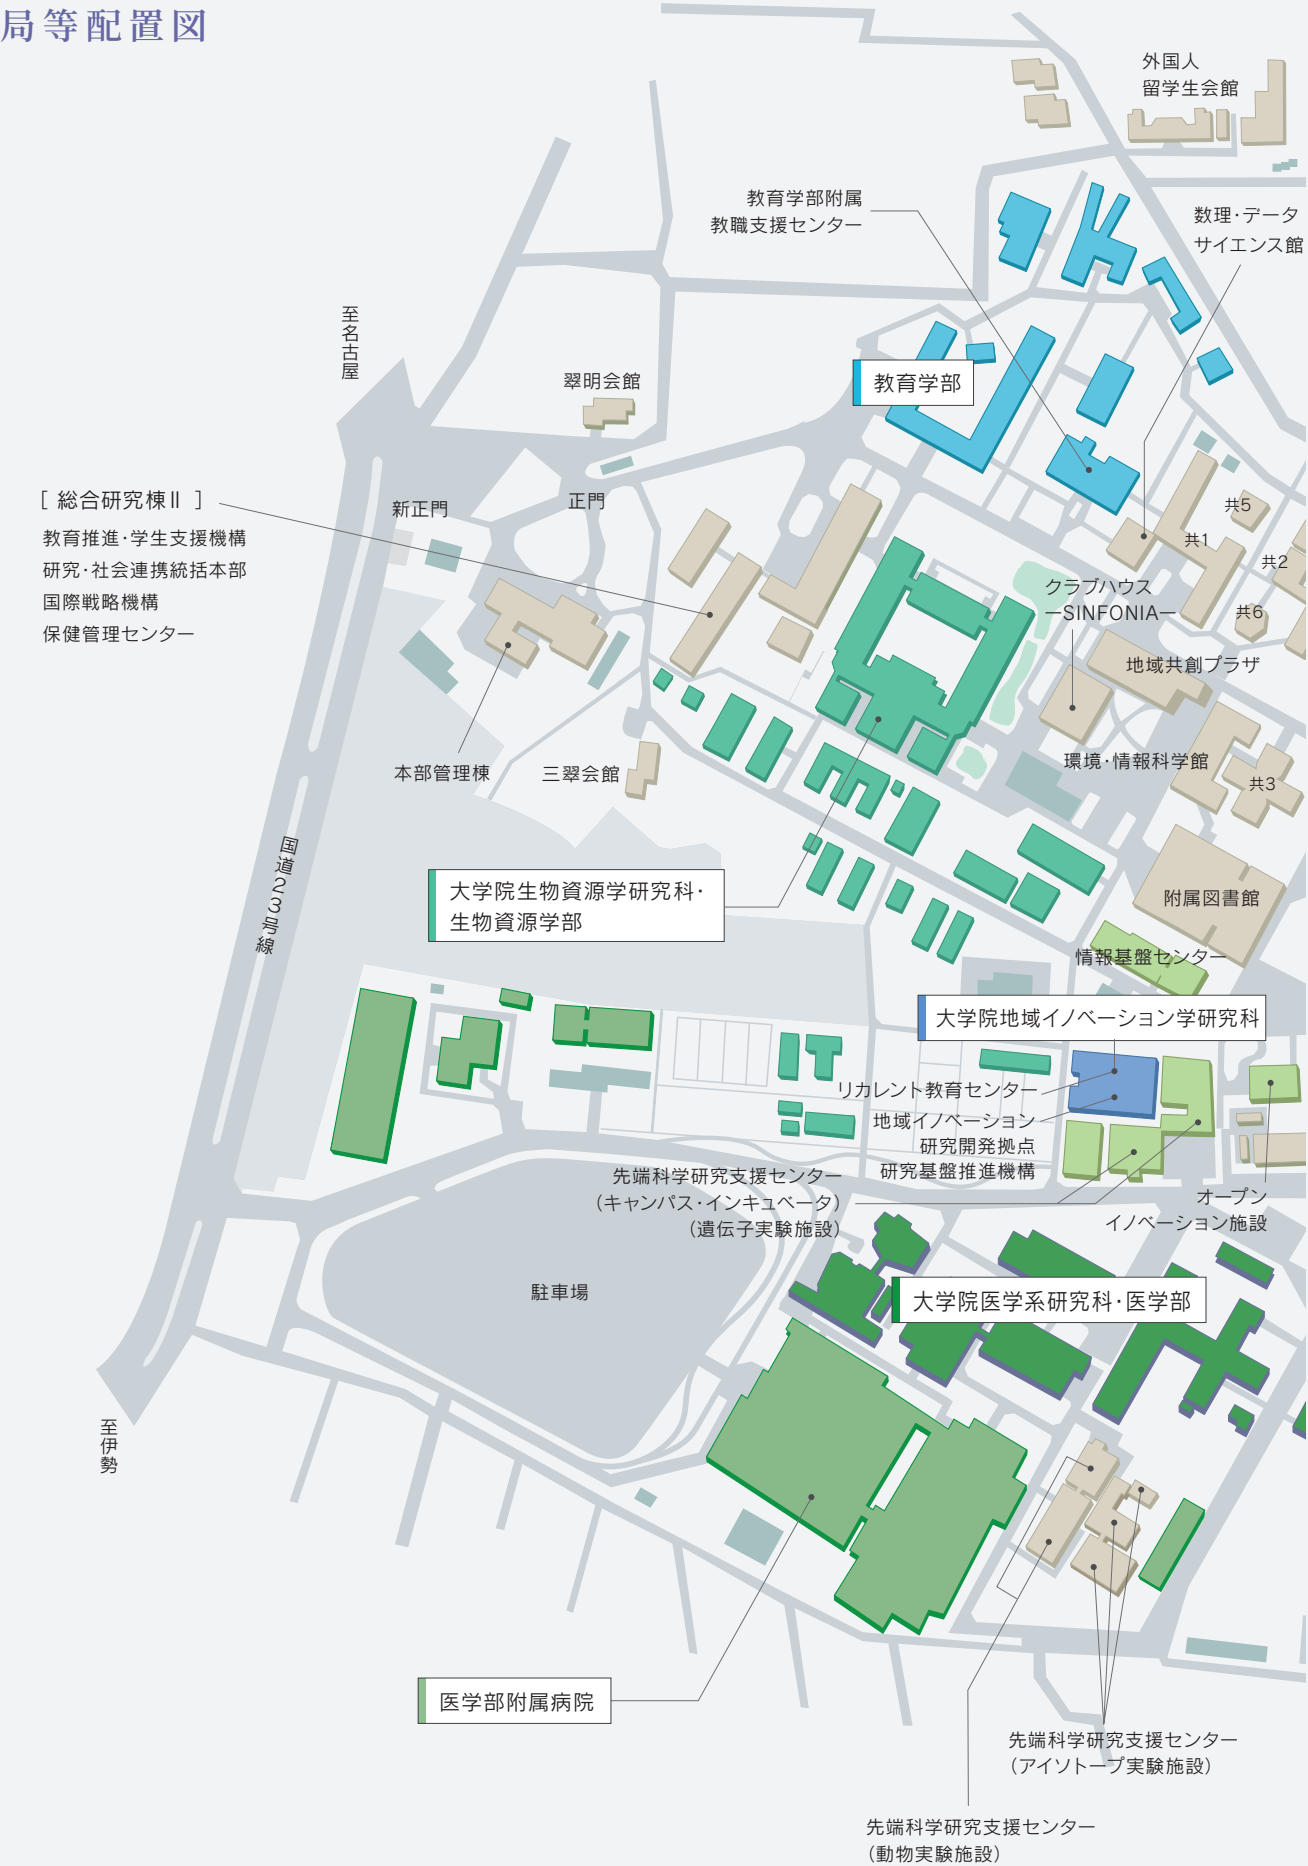 局等配置図
外国人
留学生会館
教育学部附属
教職支援センター
数理・データ
サイエンス館
至名古屋
翠明会館
教育学部
[ 総合研究棟Ⅱ ]
教育推進・学生支援機構
研究・社会連携統括本部
国際戦略機構
保健管理センター
新正門
正門
共5
共1
共2
共6
クラブハウス
ーSINFONIAー
地域共創プラザ
本部管理棟
三翠会館
環境・情報科学館
共3
国道23号線
大学院生物資源学研究科・
生物資源学部
附属図書館
情報基盤センター
大学院地域イノベーション学研究科
リカレント教育センター
地域イノベーション
研究開発拠点
研究基盤推進機構
先端科学研究支援センター
(キャンパス・インキュベータ)
(遺伝子実験施設)
オープン
イノベーション施設
駐車場
大学院医学系研究科・医学部
至伊勢
医学部附属病院
先端科学研究支援センター
(アイソトープ実験施設)
先端科学研究支援センター
(動物実験施設)